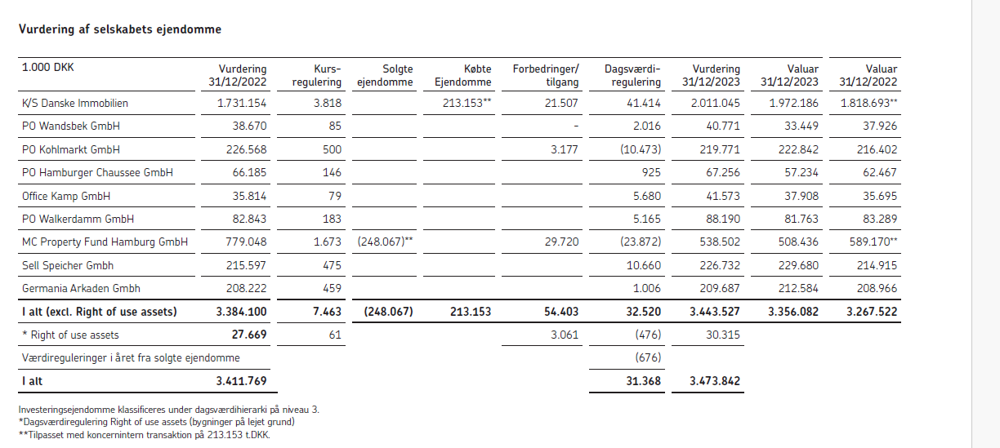 Vurdering af selskabets ejendomme
1.000 DKK Vurdering 31/12/2022 Kurs-regulering Solgte ejendomme Købte Ejendomme Forbedringer/ tilgang Dagsværdi-regulering Vurdering 31/12/2023 Valuar 31/12/2023 Valuar 31/12/2022
K/S Danske Immobilien 1.731.154 3.818 213.153** 21.507 41.414 2.011.045 1.972.186 1.818.693**
PO Wandsbek GmbH 38.670 85 – 2.016 40.771 33.449 37.926
PO Kohlmarkt GmbH 226.568 500 3.177 (10.473) 219.771 222.842 216.402
PO Hamburger Chaussee GmbH 66.185 146 925 67.256 57.234 62.467
Office Kamp GmbH 35.814 79 5.680 41.573 37.908 35.695
PO Walkerdamm GmbH 82.843 183 5.165 88.190 81.763 83.289
MC Property Fund Hamburg GmbH 779.048 1.673 (248.067)** 29.720 (23.872) 538.502 508.436 589.170**
Sell Speicher Gmbh 215.597 475 10.660 226.732 229.680 214.915
Germania Arkaden Gmbh 208.222 459 1.006 209.687 212.584 208.966
I alt (excl. Right of use assets) 3.384.100 7.463 (248.067) 213.153 54.403 32.520 3.443.527 3.356.082 3.267.522
* Right of use assets 27.669 61 3.061 (476) 30.315
Værdireguleringer i året fra solgte ejendomme (676)
I alt 3.411.769 31.368 3.473.842
Investeringsejendomme klassificeres under dagsværdihierarki på niveau 3.
*Dagsværdiregulering Right of use assets (bygninger på lejet grund)
**Tilpasset med koncernintern transaktion på 213.153 t.DKK.